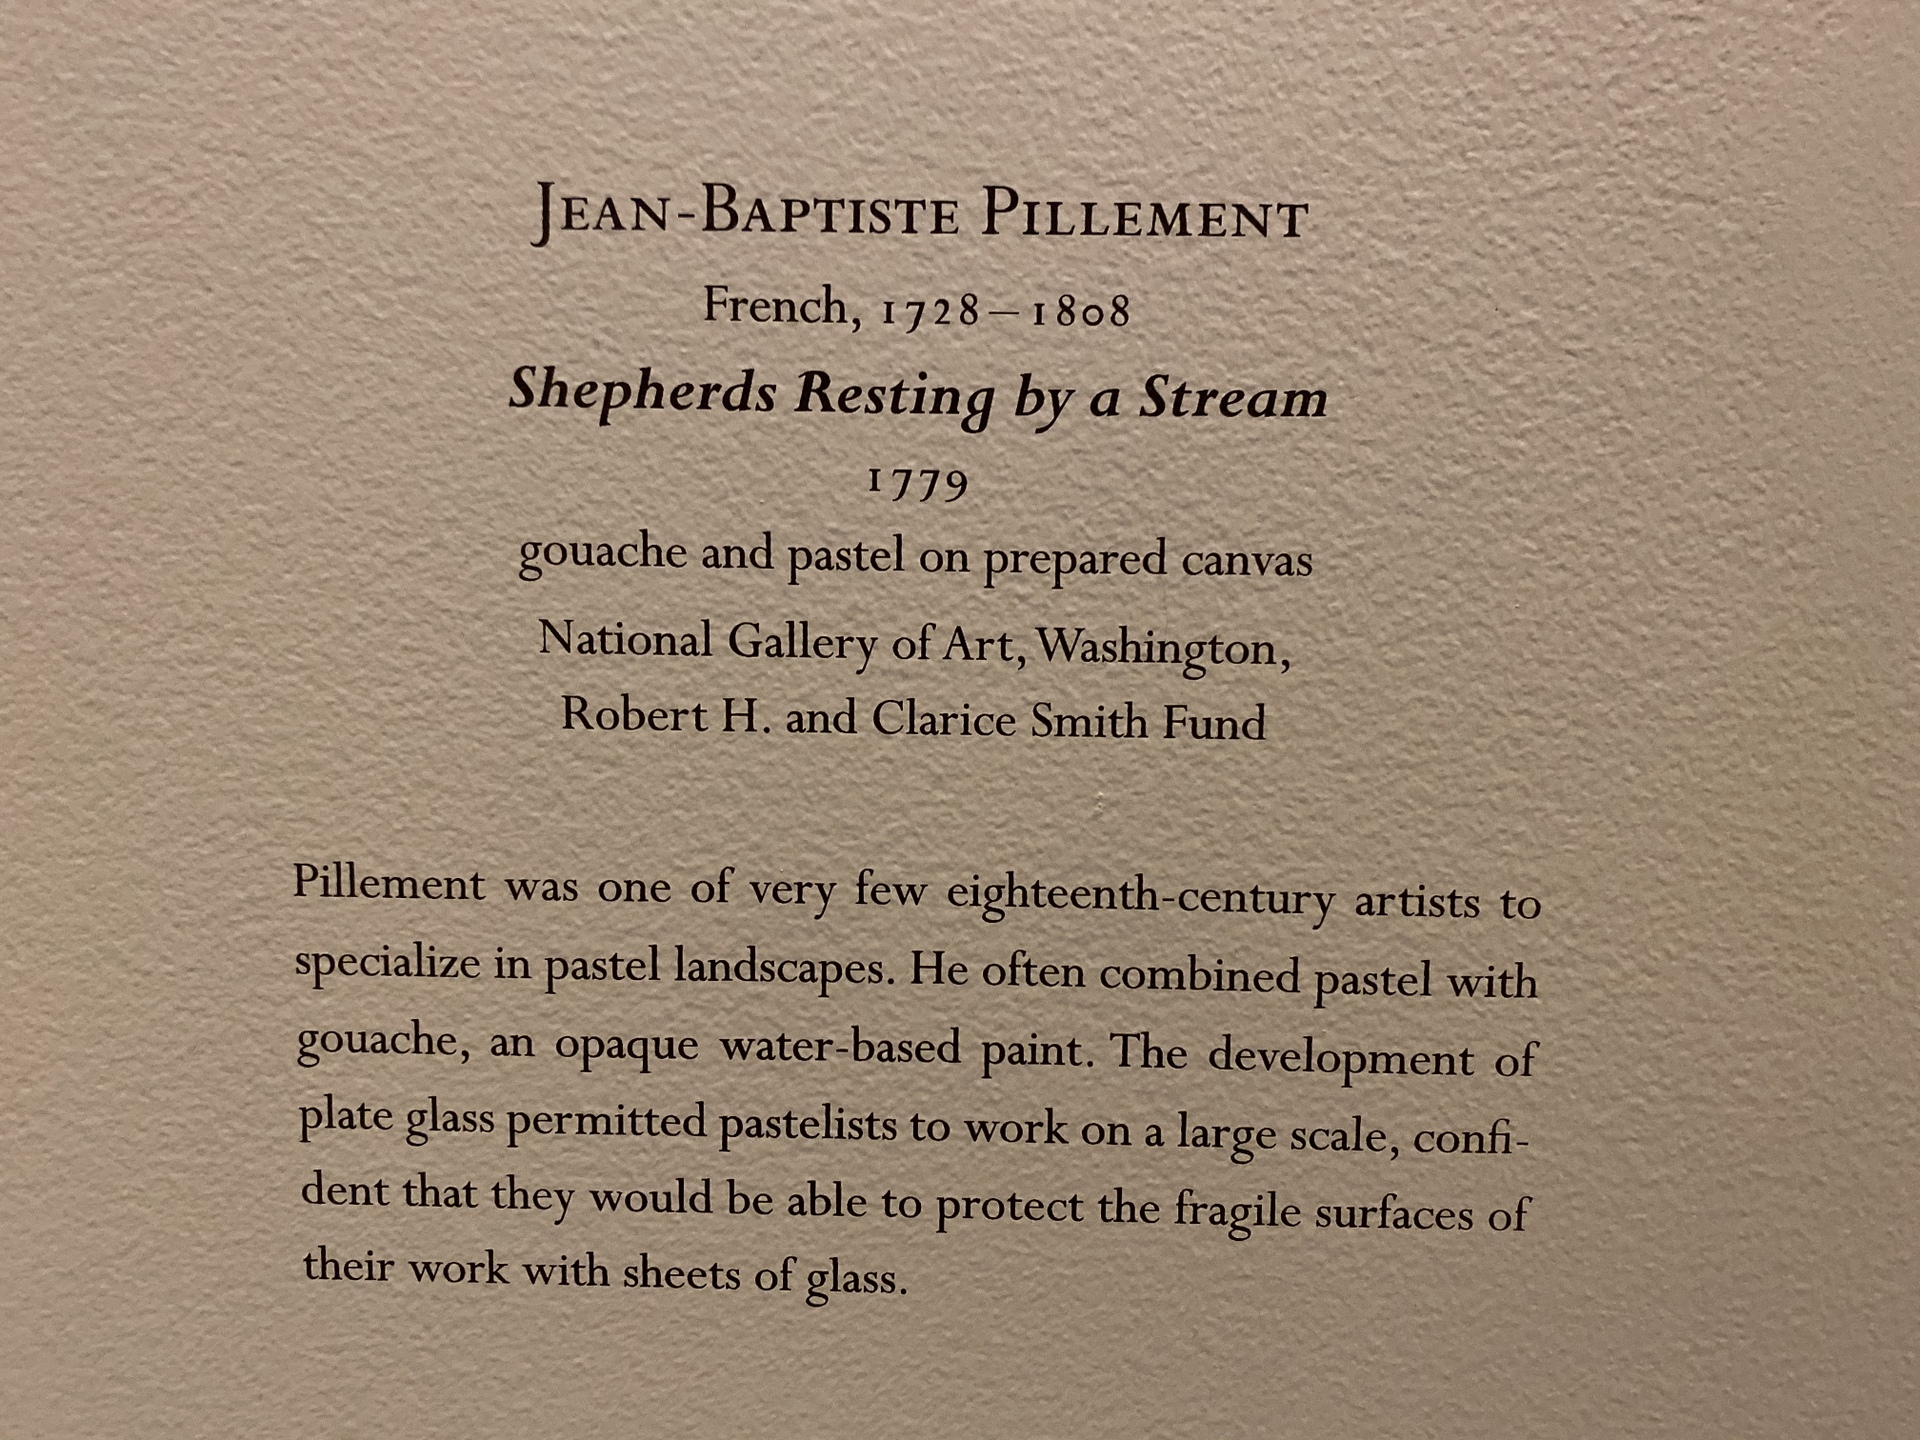 JEAN-BAPTISTE PILLEMENT
French, 1728–1808
Shepherds Resting by a Stream
1779
gouache and pastel on prepared canvas
National Gallery of Art, Washington,
Robert H. and Clarice Smith Fund
Pillement was one of very few eighteenth-century artists to
specialize in pastel landscapes. He often combined pastel with
gouache, an opaque water-based paint. The development of
plate glass permitted pastelists to work on a large scale, confi-
dent that they would be able to protect the fragile surfaces of
their work with sheets of glass.